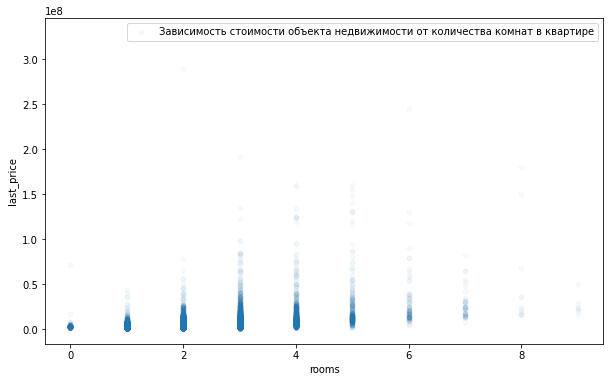 1e8
Зависимость стоимости объекта недвижимости от количества комнат в квартире
3.0
2.5
2.0
1.5
1.0
0.5
0.0
last_price
0 2 4 6 8
rooms